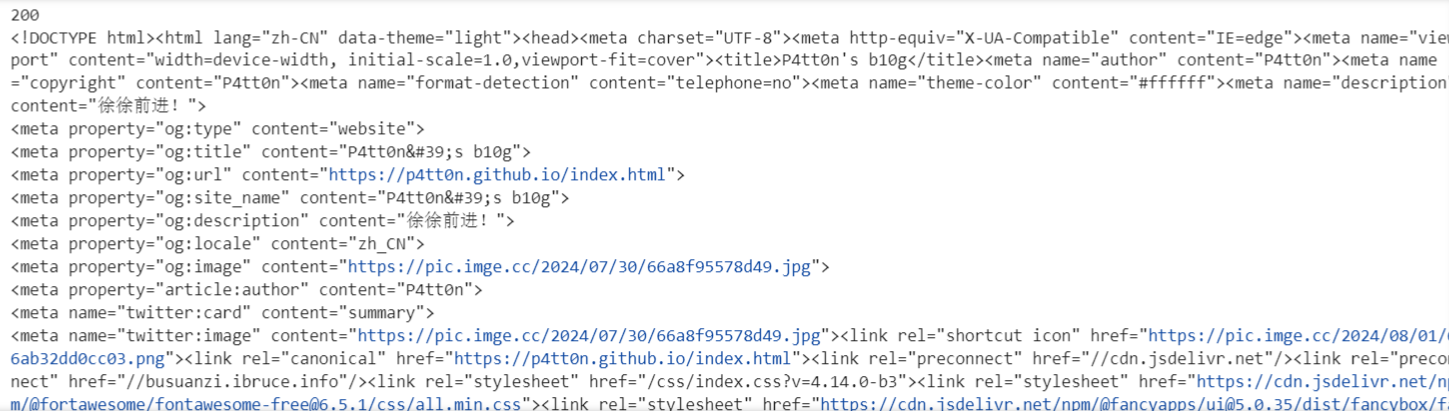 200
<!DOCTYPE html><html lang="zh-CN" data-theme="light"><head><meta charset="UTF-8"><meta http-equiv="X-UA-Compatible" content="IE=edge"><meta name="view
port" content="width=device-width, initial-scale=1.0,viewport-fit=cover"><title>P4tt0n's b10g</title><meta name="author" content="P4tt0n"><meta name
="copyright" content="P4tt0n"><meta name="format-detection" content="telephone=no"><meta name="theme-color" content="#ffffff"><meta name="description
content="徐徐前进！">
<meta property="og:type" content="website">
<meta property="og:title" content="P4tt0n&#39;s b10g">
<meta property="og:url" content="https://p4tt0n.github.io/index.html">
<meta property="og:site_name" content="P4tt0n&#39;s b10g">
<meta property="og:description" content="徐徐前进！">
<meta property="og:locale" content="zh_CN">
<meta property="og:image" content="https://pic.imge.cc/2024/07/30/66a8f95578d49.jpg">
<meta property="article:author" content="P4tt0n">
<meta name="twitter:card" content="summary">
<meta name="twitter:image" content="https://pic.imge.cc/2024/07/30/66a8f95578d49.jpg"><link rel="shortcut icon" href="https://pic.imge.cc/2024/08/01/6
6ab32dd0cc03.png"><link rel="canonical" href="https://p4tt0n.github.io/index.html"><link rel="preconnect" href="//cdn.jsdelivr.net"/><link rel="preco
nect" href="//busuanzi.ibruce.info"/><link rel="stylesheet" href="/css/index.css?v=4.14.0-b3"><link rel="stylesheet" href="https://cdn.jsdelivr.net/np
m/@fortawesome/fontawesome-free@6.5.1/css/all.min.css"><link rel="stylesheet" href="https://cdn.jsdelivr.net/npm/@fancyapps/ui@5.0.35/dist/fancybox/f